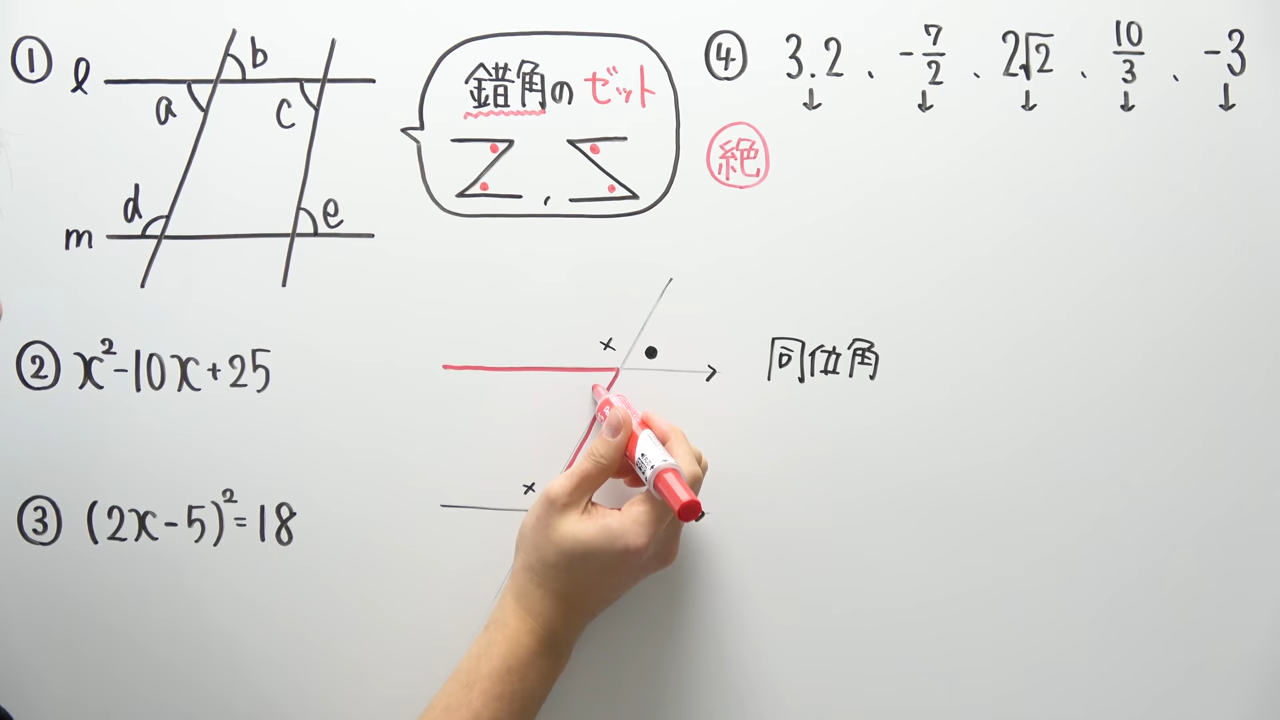 ① l b a c d m e
錯角のゼット
Z , Σ
④ 3.2、-7/2、2√2、10/3、-3
↓ ↓ ↓ ↓ ↓
絶
② x²-10x+25
× ●
同位角
×
③ (2x-5)²=18